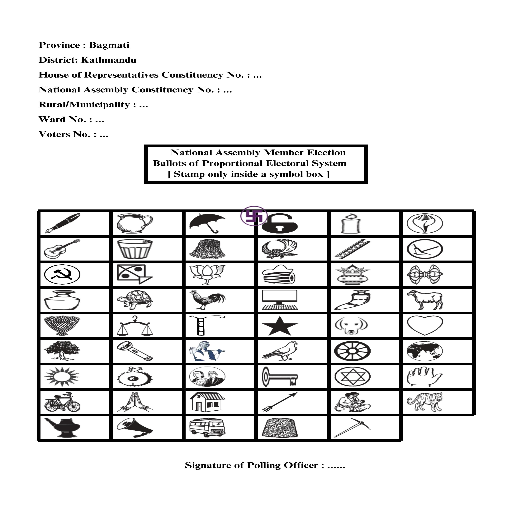 Province : Bagmati
District: Kathmandu
House of Representatives Constituency No. : ...
National Assembly Constituency No. : ...
Rural/Municipality : ...
Ward No. : ...
Voters No. : ...
National Assembly Member Election
Ballots of Proportional Electoral System
[ Stamp only inside a symbol box ]
Signature of Polling Officer : ......